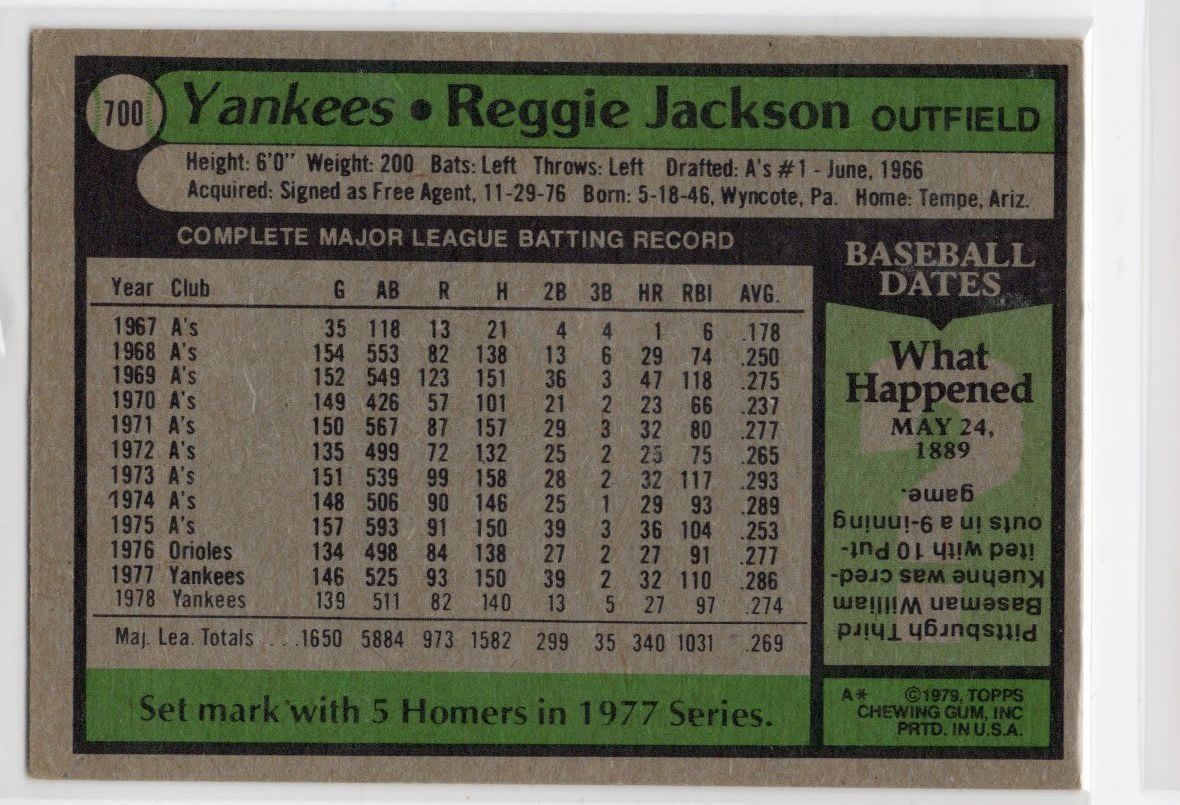 700
Yankees • Reggie Jackson OUTFIELD
Height: 6'0" Weight: 200 Bats: Left Throws: Left Drafted: A's #1 - June, 1966
Acquired: Signed as Free Agent, 11-29-76 Born: 5-18-46, Wyncote, Pa. Home: Tempe, Ariz.
COMPLETE MAJOR LEAGUE BATTING RECORD
Year Club G AB R H 2B 3B HR RBI AVG.
1967 A's 35 118 13 21 4 4 1 6 .178
1968 A's 154 553 82 138 13 6 29 74 .250
1969 A's 152 549 123 151 36 3 47 118 .275
1970 A's 149 426 57 101 21 2 23 66 .237
1971 A's 150 567 87 157 29 3 32 80 .277
1972 A's 135 499 72 132 25 2 25 75 .265
1973 A's 151 539 99 158 28 2 32 117 .293
1974 A's 148 506 90 146 25 1 29 93 .289
1975 A's 157 593 91 150 39 3 36 104 .253
1976 Orioles 134 498 84 138 27 2 27 91 .277
1977 Yankees 146 525 93 150 39 2 32 110 .286
1978 Yankees 139 511 82 140 13 5 27 97 .274
Maj. Lea. Totals ...1650 5884 973 1582 299 35 340 1031 .269
Set mark with 5 Homers in 1977 Series.
BASEBALL
DATES
What
Happened
MAY 24,
1889
Pittsburgh Third
Baseman William
Kuehne was cred-
ited with 10 Put-
outs in a 9-inning
game.
A* ©1979, TOPPS
CHEWING GUM, INC
PRTD. IN U.S.A.